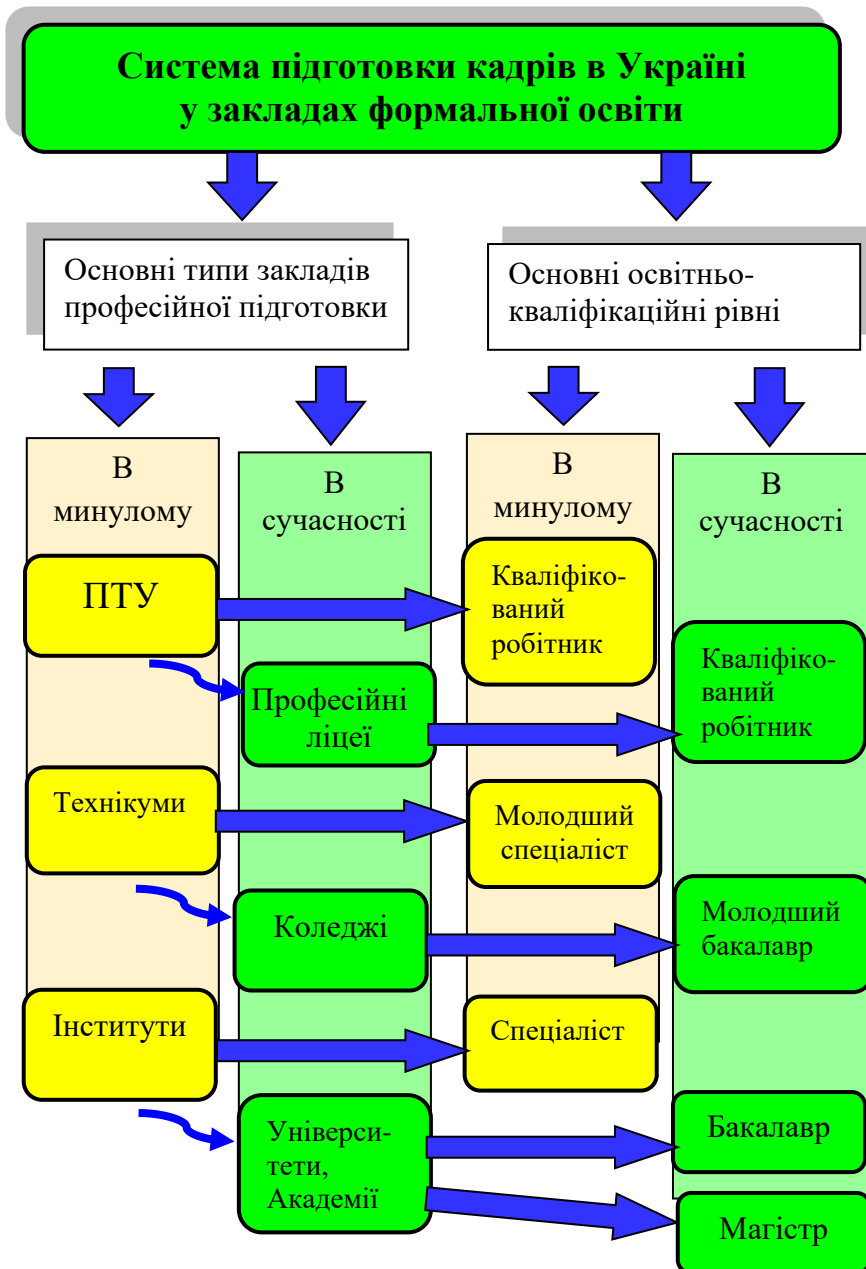 Система підготовки кадрів в Україні
у закладах формальної освіти
Основні типи закладів
професійної підготовки
Основні освітньо-
кваліфікаційні рівні
В
минулому
В
сучасності
В
минулому
В
сучасності
ПТУ
Кваліфіко-
ваний
робітник
Професійні
ліцеї
Кваліфіко-
ваний
робітник
Технікуми
Молодший
спеціаліст
Коледжі
Молодший
бакалавр
Інститути
Спеціаліст
Універси-
тети,
Академії
Бакалавр
Магістр